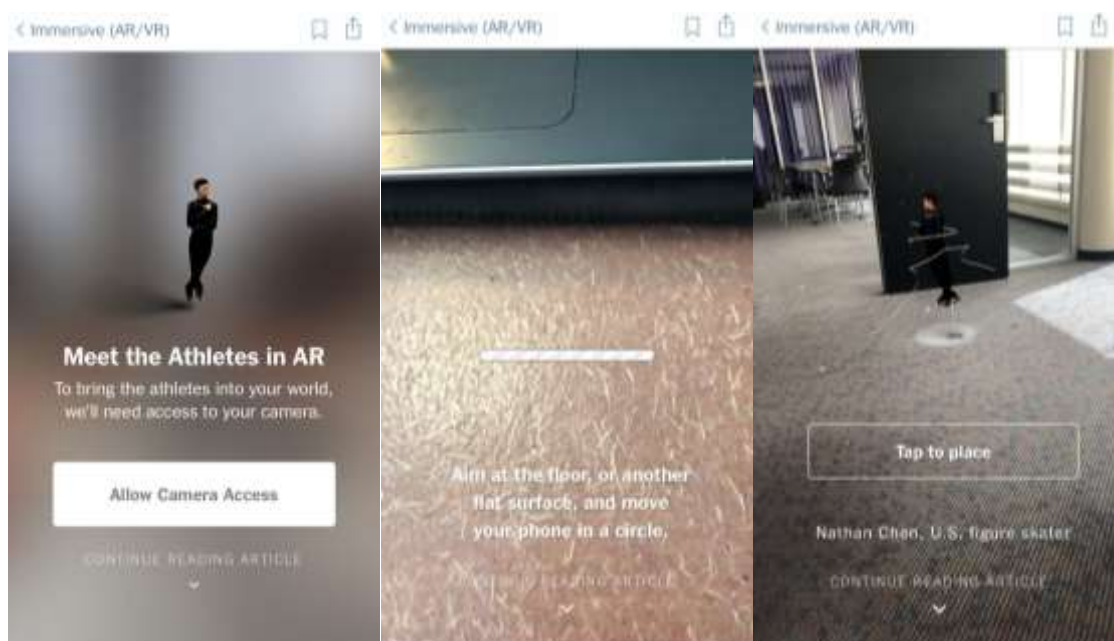 < Immersive (AR/VR)
Meet the Athletes in AR
To bring the athletes into your world,
we'll need access to your camera.
Allow Camera Access
CONTINUE READING ARTICLE
< Immersive (AR/VR)
Aim at the floor, or another
flat surface, and move
your phone in a circle.
CONTINUE READING ARTICLE
< Immersive (AR/VR)
Tap to place
Nathan Chen, U.S. figure skater
CONTINUE READING ARTICLE